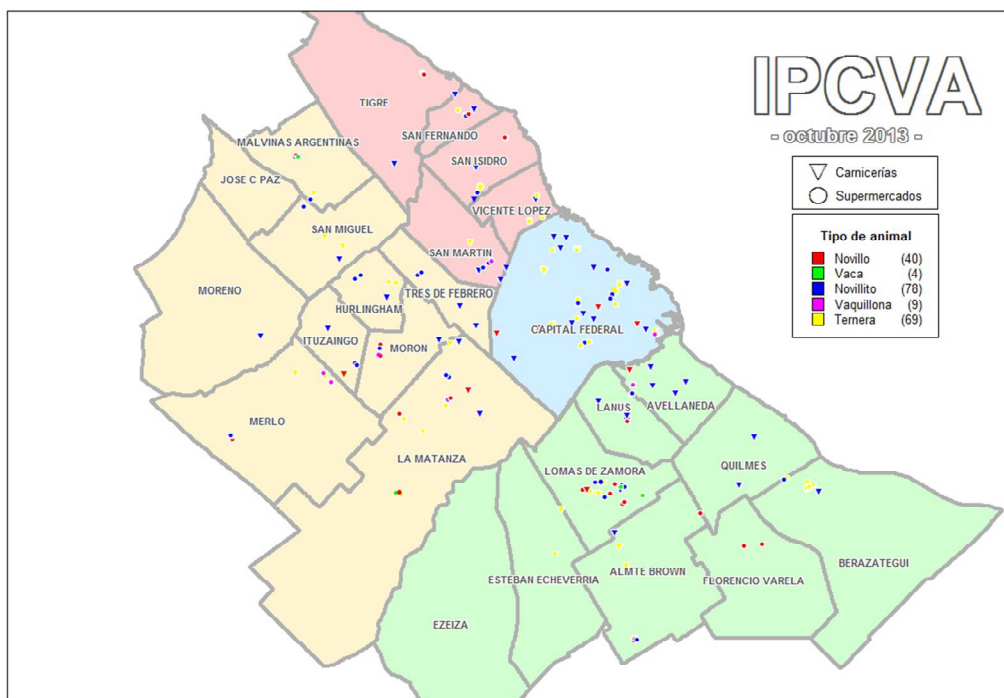 IPCVA
- octubre 2013 -
Carnicerías
Supermercados
Tipo de animal
Novillo (40)
Vaca (4)
Novillito (78)
Vaquillona (9)
Ternera (69)
TIGRE
SAN FERNANDO
MALVINAS ARGENTINAS
SAN ISIDRO
JOSE C PAZ
VICENTE LOPEZ
SAN MIGUEL
SAN MARTIN
MORENO
TRES DE FEBRERO
HURLINGHAM
CAPITAL FEDERAL
ITUZAINGO
MORON
LANUS
AVELLANEDA
MERLO
LA MATANZA
LOMAS DE ZAMORA
QUILMES
BERAZATEGUI
ESTEBAN ECHEVERRIA
ALMTE BROWN
FLORENCIO VARELA
EZEIZA